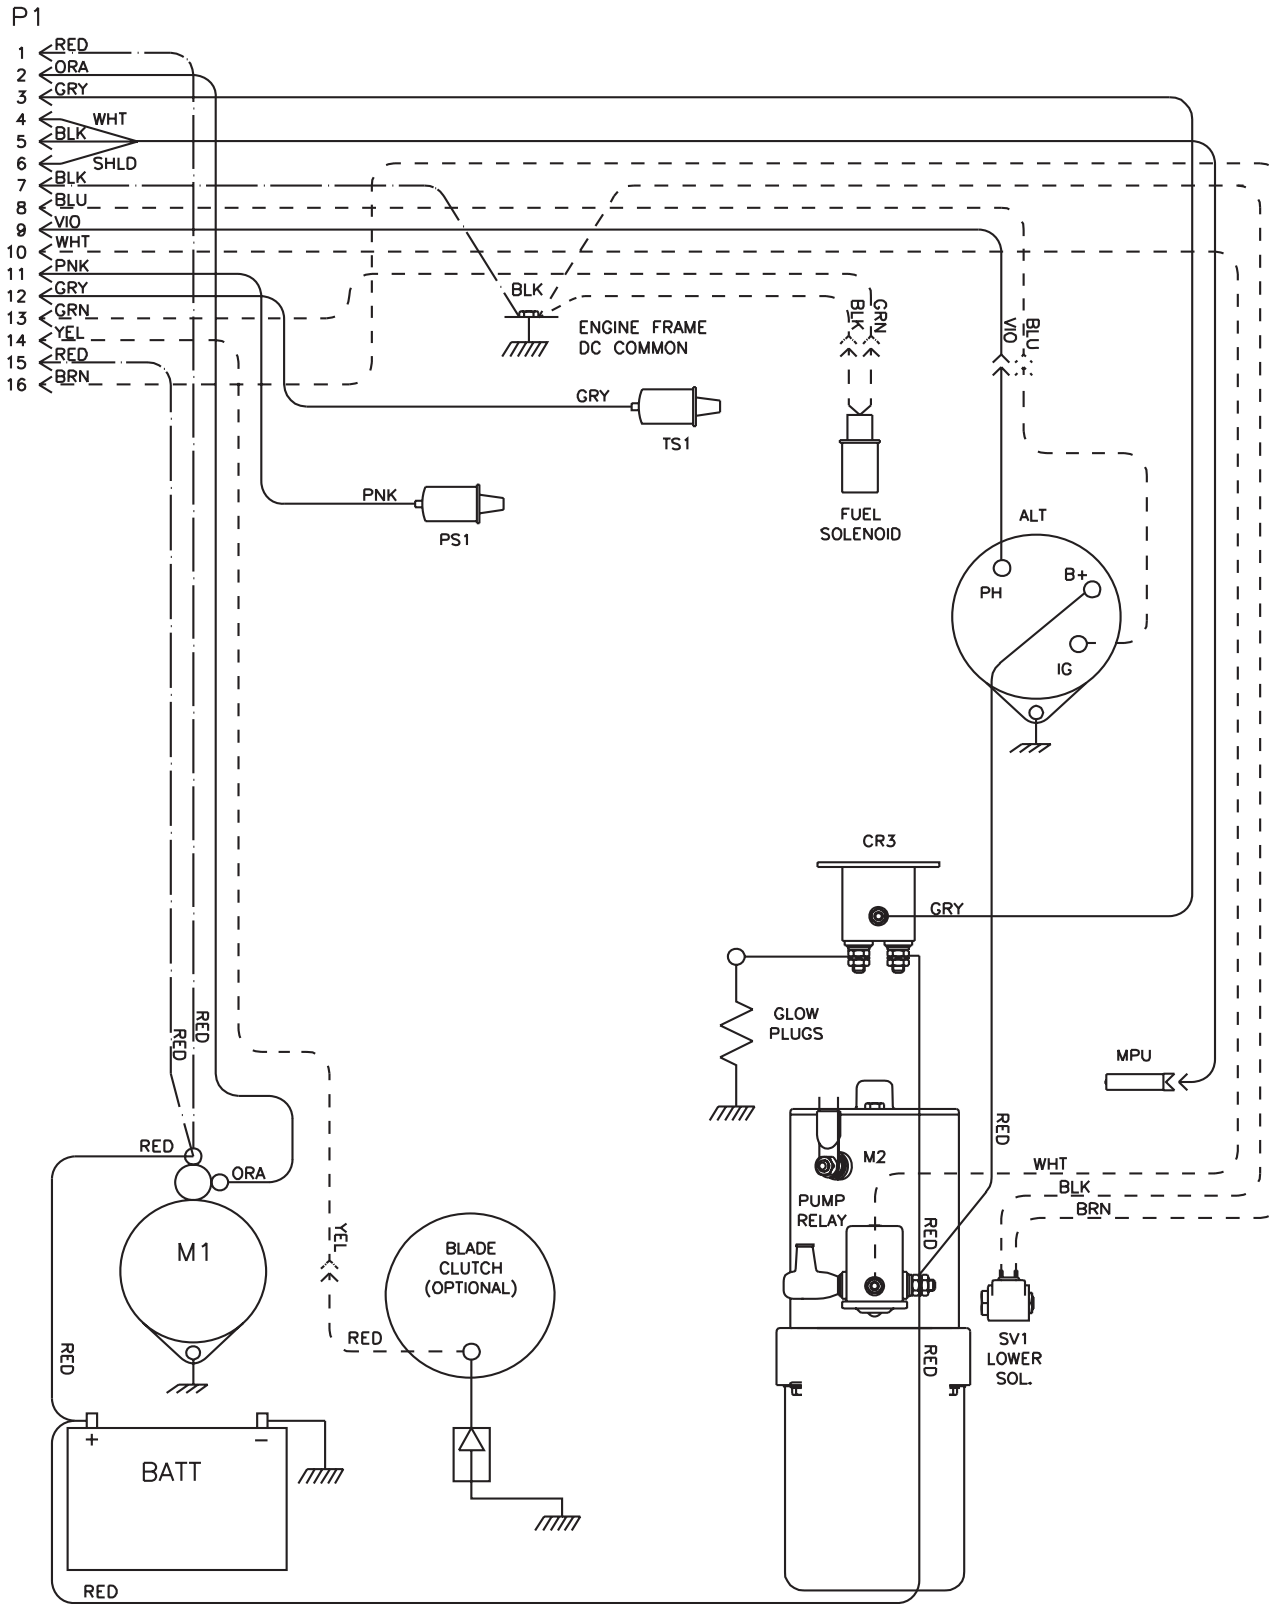 P1
1 RED
2 ORA
3 GRY
4 WHT
5 BLK
6 SHLD
7 BLK
8 BLU
9 VIO
10 WHT
11 PNK
12 GRY
13 GRN
14 YEL
15 RED
16 BRN
BLK
ENGINE FRAME
DC COMMON
BLK
GRN
VIO
BLU
GRY
TS1
PNK
PS1
FUEL
SOLENOID
ALT
PH
B+
IG
CR3
GRY
GLOW
PLUGS
MPU
RED
RED
RED
RED
ORA
M1
M2
PUMP
RELAY
RED
WHT
BLK
BRN
YEL
BLADE
CLUTCH
(OPTIONAL)
RED
RED
RED
RED
SV1
LOWER
SOL.
+
−
BATT
RED